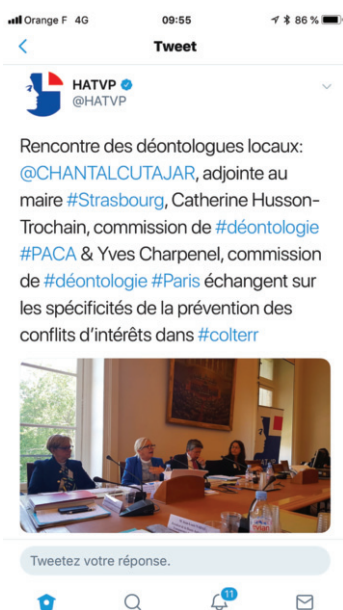 Orange F 4G 09:55 86 %
Tweet
HATVP
@HATVP
Rencontre des déontologues locaux:
@CHANTALCUTAJAR, adjointe au
maire #Strasbourg, Catherine Husson-
Trochain, commission de #déontologie
#PACA & Yves Charpenel, commission
de #déontologie #Paris échangent sur
les spécificités de la prévention des
conflits d'intérêts dans #colterr
Tweetez votre réponse.
11